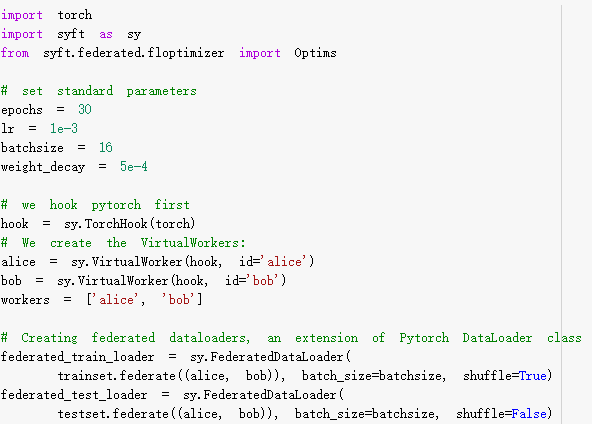 import torch
import syft as sy
from syft.federated.floptimizer import Optims
# set standard parameters
epochs = 30
lr = 1e-3
batchsize = 16
weight_decay = 5e-4
# we hook pytorch first
hook = sy.TorchHook(torch)
# We create the VirtualWorkers:
alice = sy.VirtualWorker(hook, id='alice')
bob = sy.VirtualWorker(hook, id='bob')
workers = ['alice', 'bob']
# Creating federated dataloaders, an extension of Pytorch DataLoader class
federated_train_loader = sy.FederatedDataLoader(
trainset.federate((alice, bob)), batch_size=batchsize, shuffle=True)
federated_test_loader = sy.FederatedDataLoader(
testset.federate((alice, bob)), batch_size=batchsize, shuffle=False)